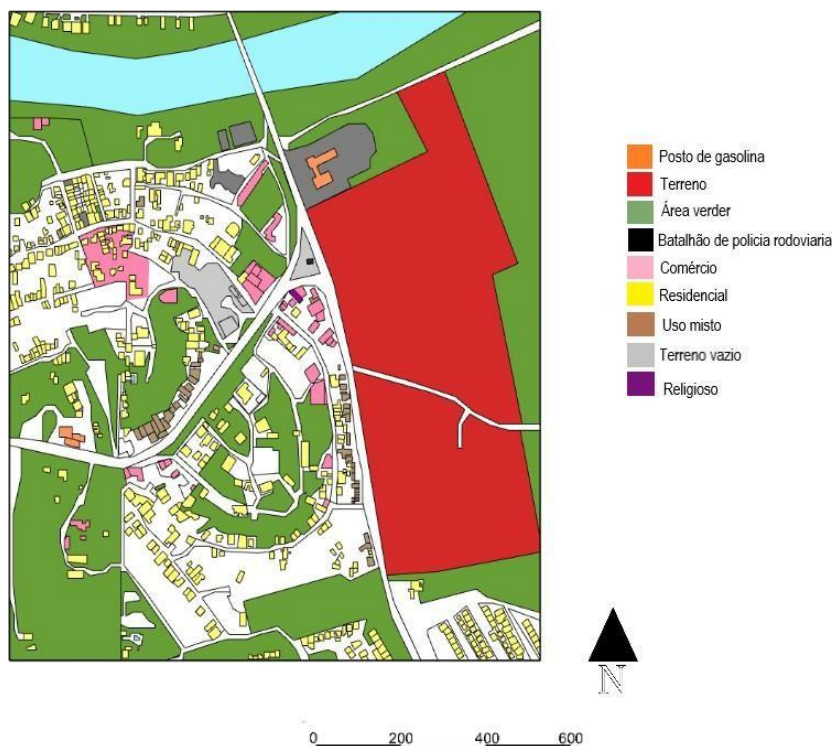 Posto de gasolina
Terreno
Área verder
Batalhão de policia rodoviaria
Comércio
Residencial
Uso misto
Terreno vazio
Religioso
N
0 200 400 600